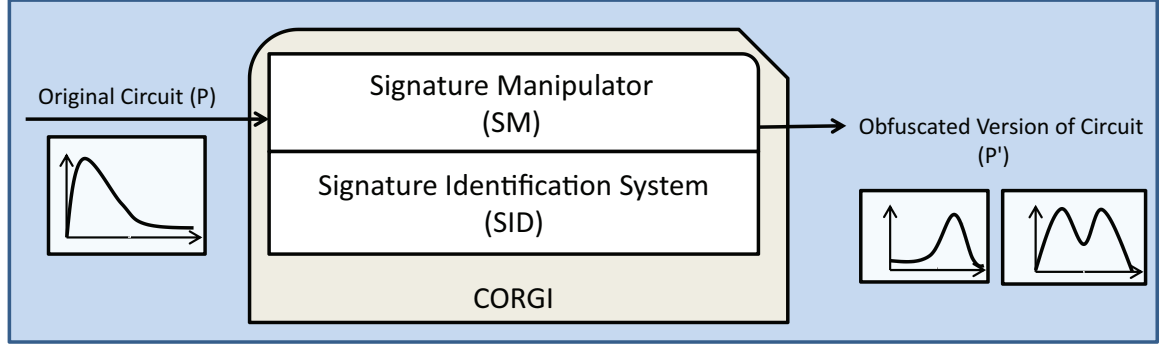 Original Circuit (P)
Signature Manipulator
(SM)
Signature Identification System
(SID)
CORGI
Obfuscated Version of Circuit
(P')